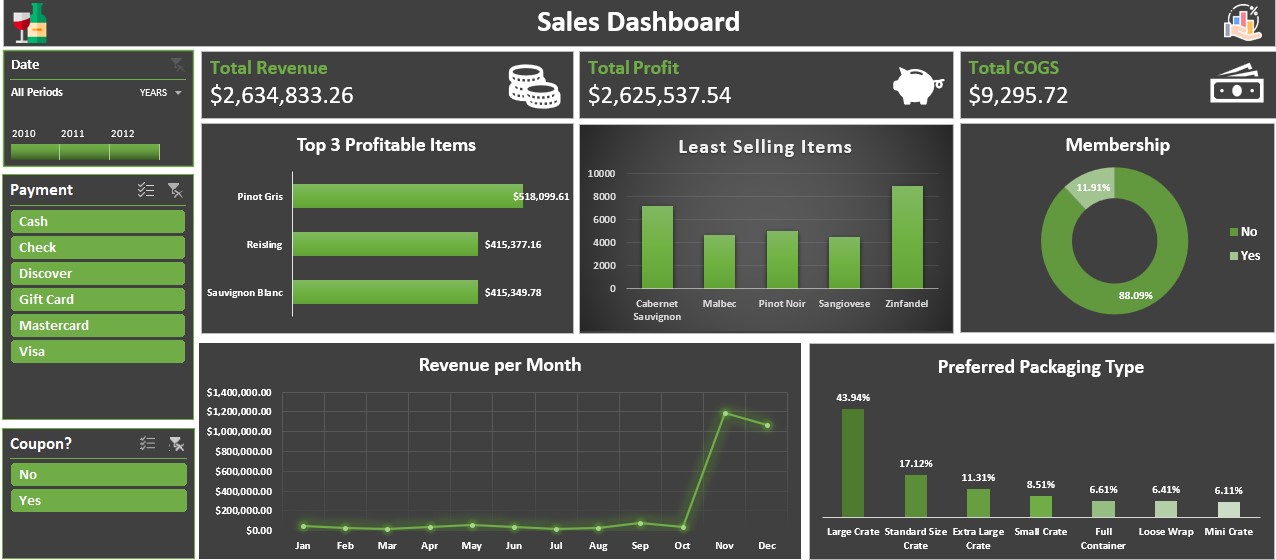 Sales Dashboard
Date
All Periods YEARS
2010 2011 2012
Payment
Cash
Check
Discover
Gift Card
Mastercard
Visa
Coupon?
No
Yes
Total Revenue
$2,634,833.26
Total Profit
$2,625,537.54
Total COGS
$9,295.72
Top 3 Profitable Items
Pinot Gris $518,099.61
Reisling $415,377.16
Sauvignon Blanc $415,349.78
Least Selling Items
10000
8000
6000
4000
2000
0
Cabernet Malbec Pinot Noir Sangiovese Zinfandel
Sauvignon
Membership
11.91%
No
Yes
88.09%
Revenue per Month
$1,400,000.00
$1,200,000.00
$1,000,000.00
$800,000.00
$600,000.00
$400,000.00
$200,000.00
$0.00
Jan Feb Mar Apr May Jun Jul Aug Sep Oct Nov Dec
Preferred Packaging Type
43.94%
17.12%
11.31%
8.51%
6.61% 6.41% 6.11%
Large Crate Standard Size Extra Large Small Crate Full Loose Wrap Mini Crate
Crate Crate Container